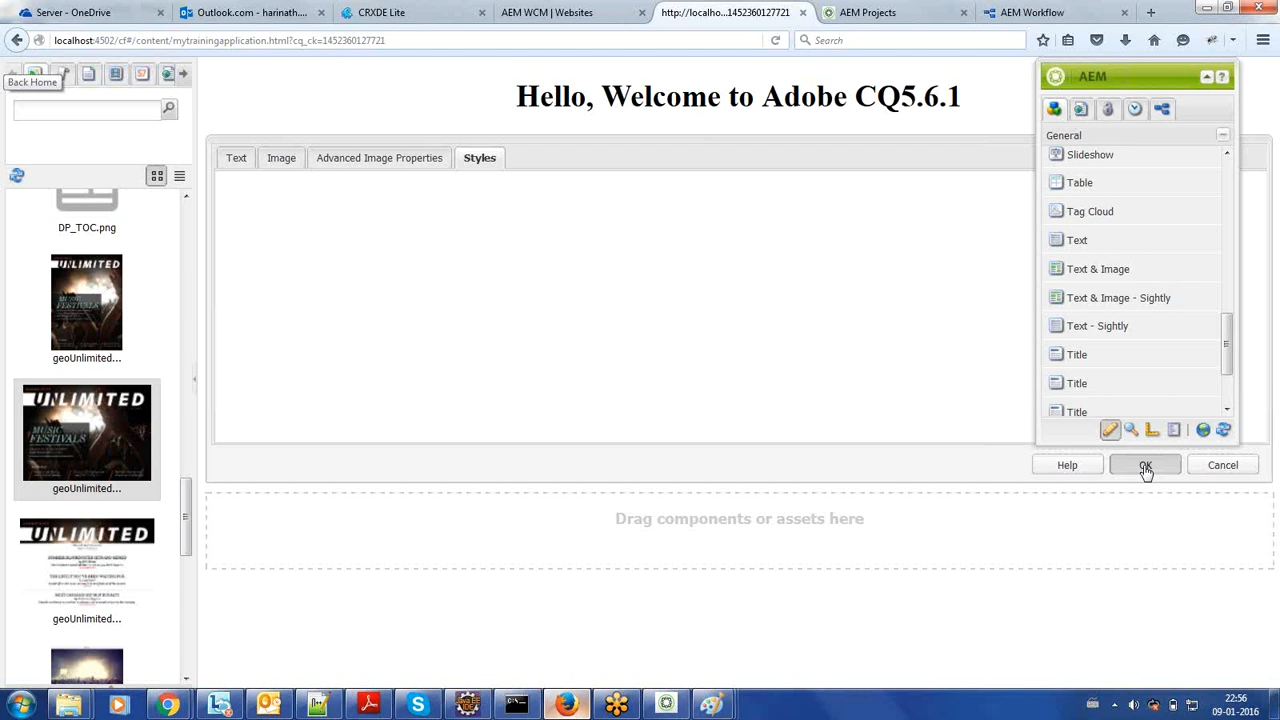 Server - OneDrive
Outlook.com - harinath....
CRXDE Lite
AEM WCM | Websites
http://localho...1452360127721
AEM Projects
AEM Workflow
localhost:4502/cf#/content/mytrainingapplication.html?cq_ck=1452360127721
Search
Back Home
DP_TOC.png
UNLIMITED
MUSIC
FESTIVALS
geoUnlimited...
UNLIMITED
MUSIC
FESTIVALS
geoUnlimited...
UNLIMITED
geoUnlimited...
Hello, Welcome to Adobe CQ5.6.1
Text
Image
Advanced Image Properties
Styles
AEM
General
Slideshow
Table
Tag Cloud
Text
Text & Image
Text & Image - Sightly
Text - Sightly
Title
Title
Title
Help
OK
Cancel
Drag components or assets here
22:56
09-01-2016